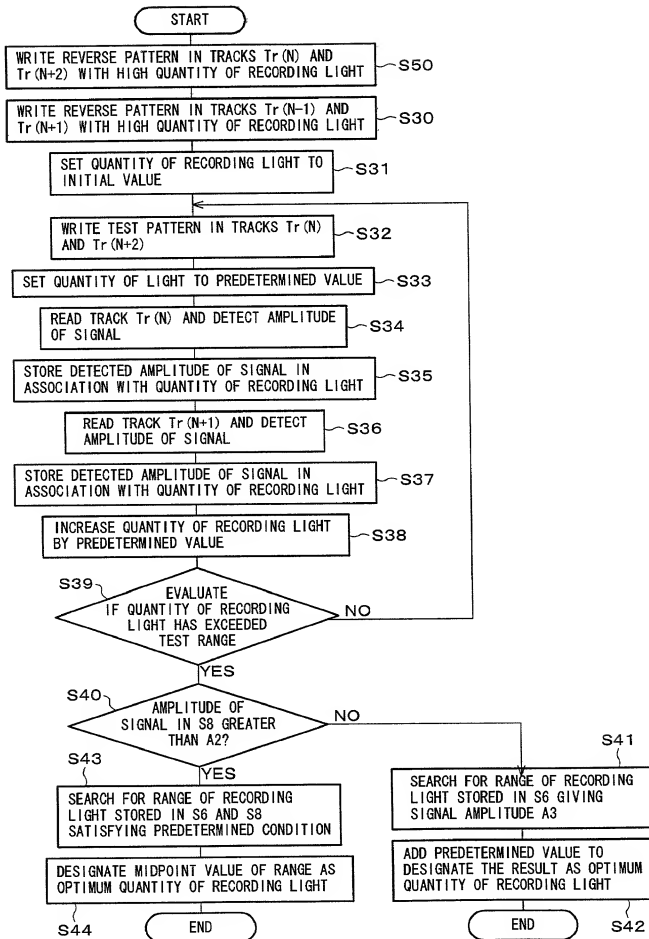 START
WRITE REVERSE PATTERN IN TRACKS Tr(N) AND
Tr(N+2) WITH HIGH QUANTITY OF RECORDING LIGHT
S50
WRITE REVERSE PATTERN IN TRACKS Tr(N-1) AND
Tr(N+1) WITH HIGH QUANTITY OF RECORDING LIGHT
S30
SET QUANTITY OF RECORDING LIGHT TO
INITIAL VALUE
S31
WRITE TEST PATTERN IN TRACKS Tr(N)
AND Tr(N+2)
S32
SET QUANTITY OF LIGHT TO PREDETERMINED VALUE
S33
READ TRACK Tr(N) AND DETECT AMPLITUDE
OF SIGNAL
S34
STORE DETECTED AMPLITUDE OF SIGNAL IN
ASSOCIATION WITH QUANTITY OF RECORDING LIGHT
S35
READ TRACK Tr(N+1) AND DETECT
AMPLITUDE OF SIGNAL
S36
STORE DETECTED AMPLITUDE OF SIGNAL IN
ASSOCIATION WITH QUANTITY OF RECORDING LIGHT
S37
INCREASE QUANTITY OF RECORDING LIGHT
BY PREDETERMINED VALUE
S38
S39
EVALUATE
IF QUANTITY OF RECORDING
LIGHT HAS EXCEEDED
TEST RANGE
NO
YES
S40
AMPLITUDE OF
SIGNAL IN S8 GREATER
THAN A2?
NO
YES
S43
SEARCH FOR RANGE OF RECORDING
LIGHT STORED IN S6 AND S8
SATISFYING PREDETERMINED CONDITION
DESIGNATE MIDPOINT VALUE OF RANGE AS
OPTIMUM QUANTITY OF RECORDING LIGHT
S44
END
S41
SEARCH FOR RANGE OF RECORDING
LIGHT STORED IN S6 GIVING
SIGNAL AMPLITUDE A3
ADD PREDETERMINED VALUE TO
DESIGNATE THE RESULT AS OPTIMUM
QUANTITY OF RECORDING LIGHT
S42
END